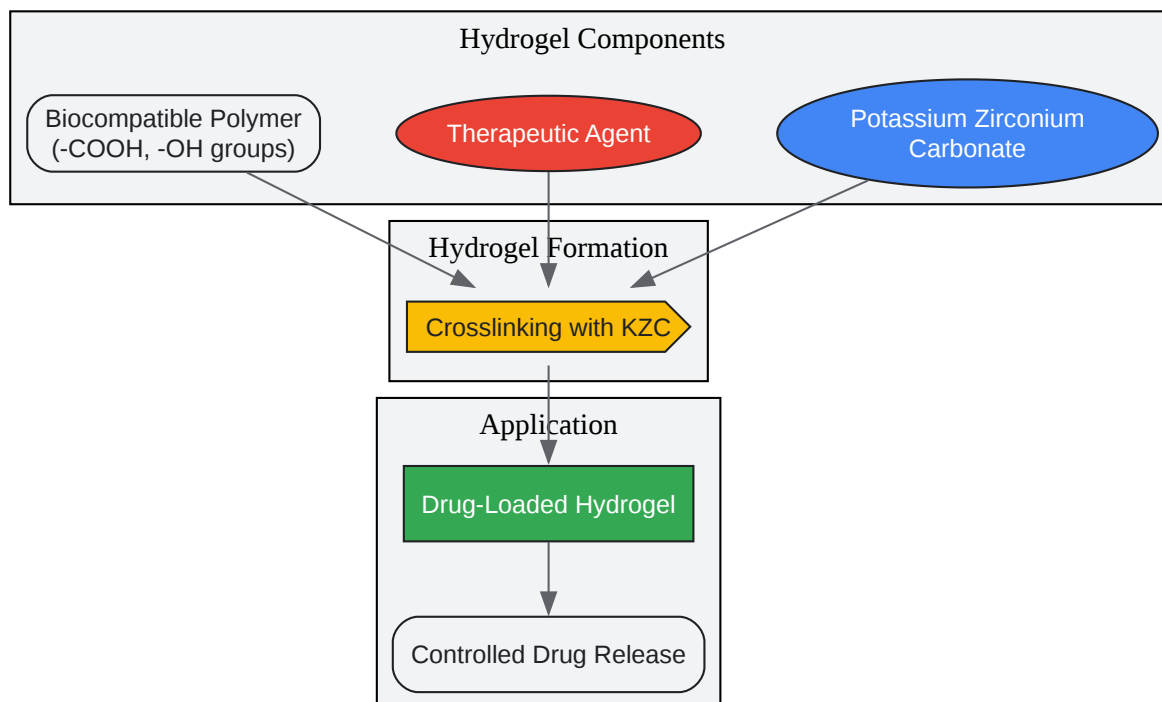 Hydrogel Components
Biocompatible Polymer
(-COOH, -OH groups)
Therapeutic Agent
Potassium Zirconium
Carbonate
Hydrogel Formation
Crosslinking with KZC
Application
Drug-Loaded Hydrogel
Controlled Drug Release